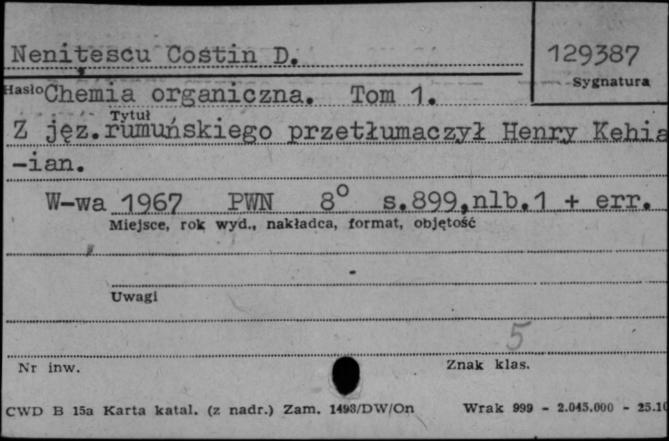 Nenițescu Costin D.
129387
Sygnatura
Hasło Chemia organiczna. Tom 1.
Tytuł
Z jęz. rumuńskiego przetłumaczył Henry Kehia
-ian.
W-wa 1967 PWN 8° s.899,nlb.1 + err.
Miejsce, rok wyd., nakładca, format, objętość
Uwagi
5
Nr inw.
Znak klas.
CWD B 15a Karta katal. (z nadr.) Zam. 1493/DW/On Wrak 999 - 2.045.000 - 25.10